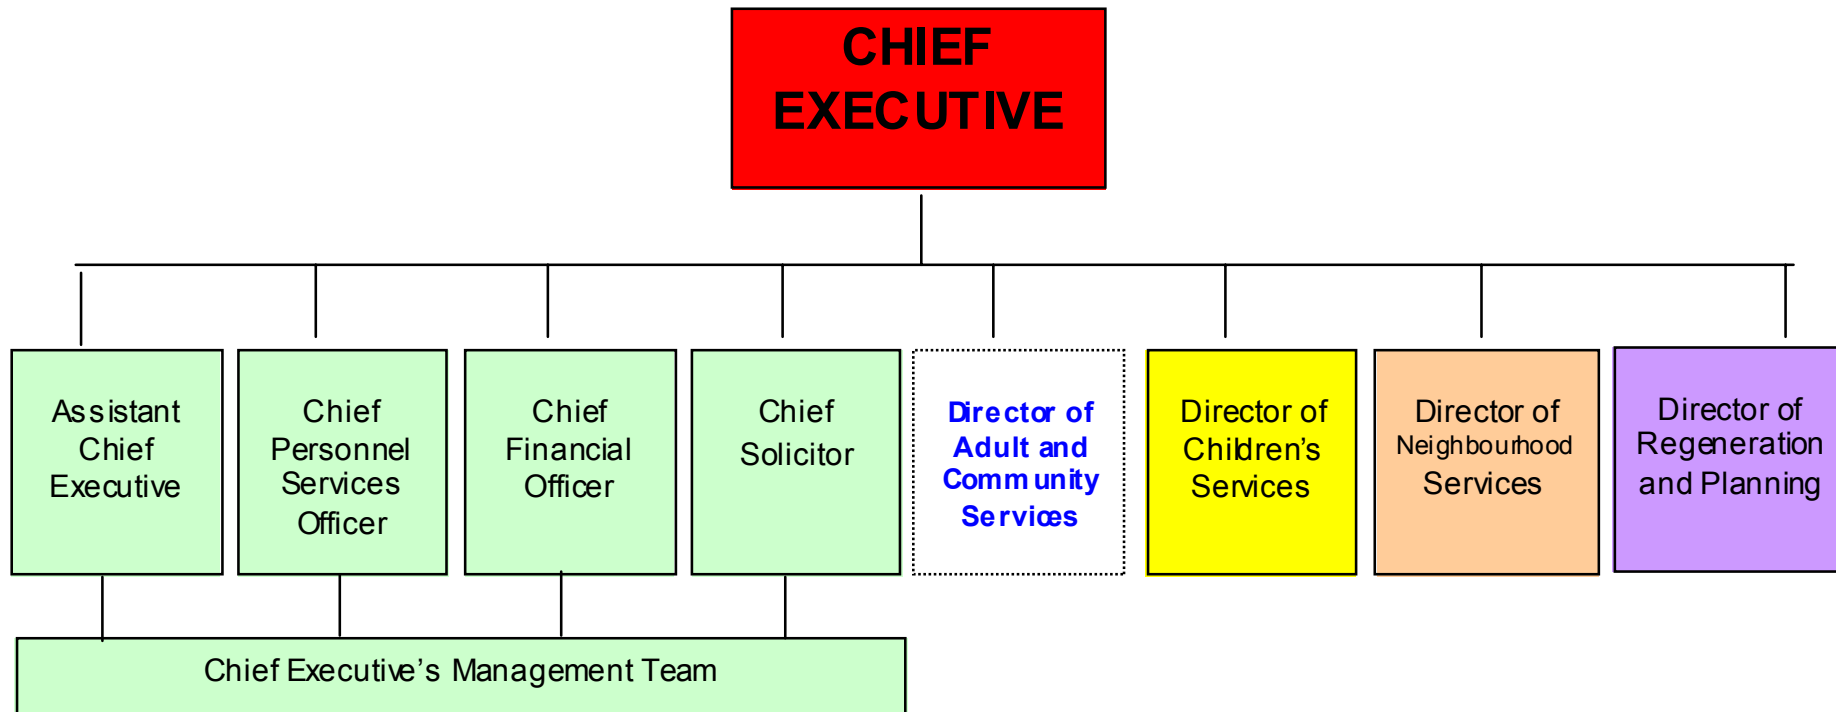 CHIEF
EXECUTIVE
Assistant
Chief
Executive
Chief
Personnel
Services
Officer
Chief
Financial
Officer
Chief
Solicitor
Director of
Adult and
Community
Services
Director of
Children’s
Services
Director of
Neighbourhood
Services
Director of
Regeneration
and Planning
Chief Executive’s Management Team